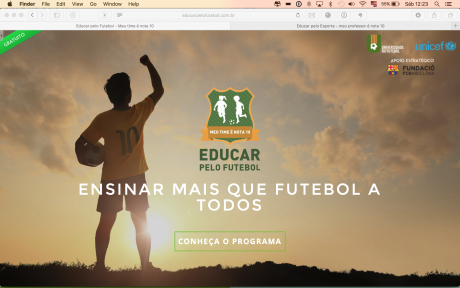 Finder File Edit View Go Window Help
99% Sáb 12:23
educarpelofutebol.com.br
Educar pelo Futebol – Meu time é nota 10
Educar pelo Esporte – meu professor é nota 10
GRATUITO
UNIVERSIDADE
DO FUTEBOL
unicef
APOIO ESTRATÉGICO
FUNDACIÓ
FCBARCELONA
10
MEU TIME É NOTA 10
EDUCAR
PELO FUTEBOL
ENSINAR MAIS QUE FUTEBOL A
TODOS
CONHEÇA O PROGRAMA